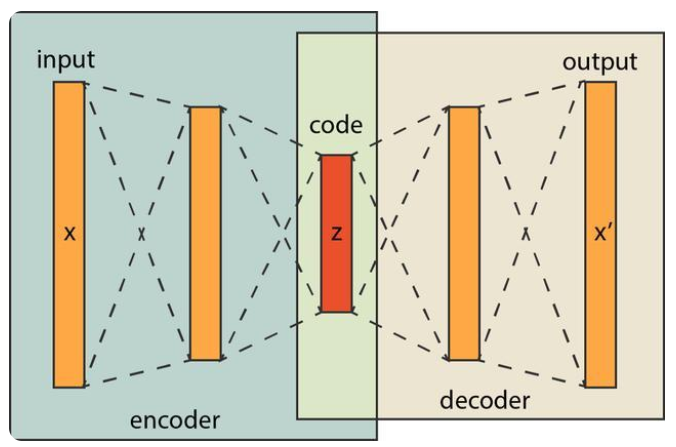 input
output
code
x
z
x′
decoder
encoder